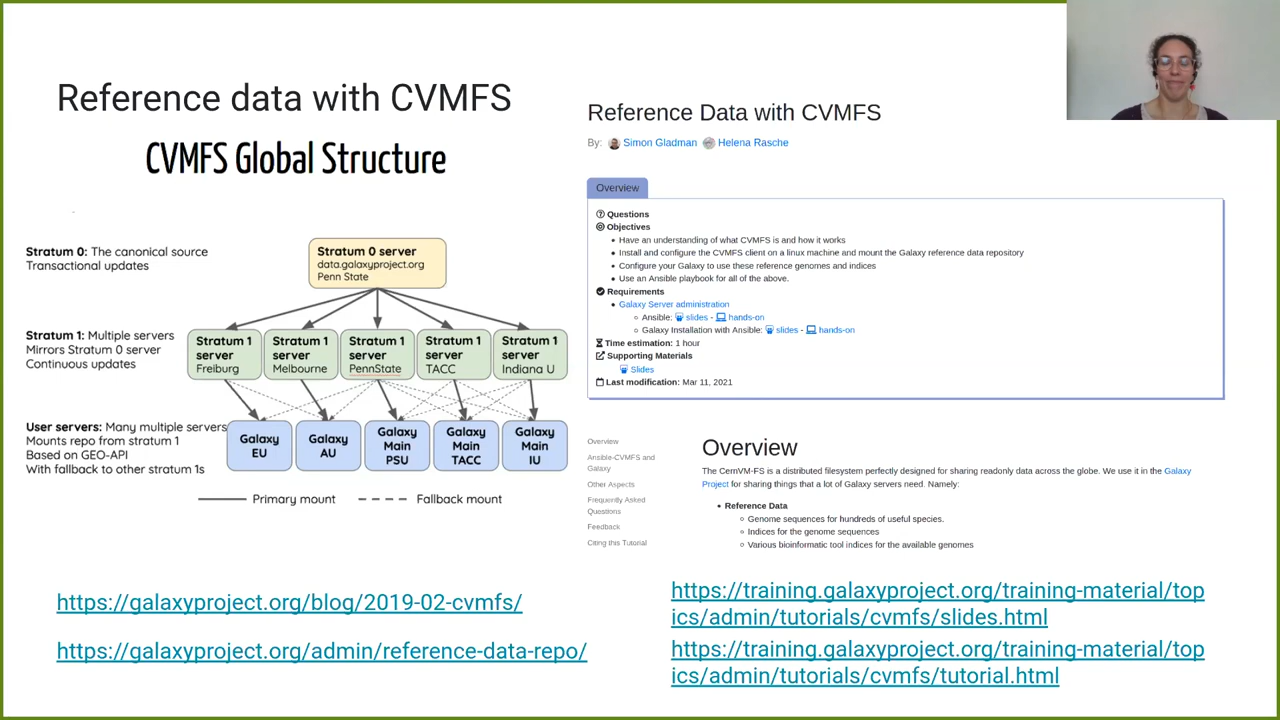 Reference data with CVMFS
CVMFS Global Structure
Stratum 0: The canonical source
Transactional updates
Stratum 0 server
data.galaxyproject.org
Penn State
Stratum 1: Multiple servers
Mirrors Stratum 0 server
Continuous updates
Stratum 1
server
Freiburg
Stratum 1
server
Melbourne
Stratum 1
server
PennState
Stratum 1
server
TACC
Stratum 1
server
Indiana U
User servers: Many multiple servers
Mounts repo from stratum 1
Based on GEO-API
With fallback to other stratum 1s
Galaxy
EU
Galaxy
AU
Galaxy
Main
PSU
Galaxy
Main
TACC
Galaxy
Main
IU
Primary mount
Fallback mount
https://galaxyproject.org/blog/2019-02-cvmfs/
https://galaxyproject.org/admin/reference-data-repo/
Reference Data with CVMFS
By: Simon Gladman Helena Rasche
Overview
Questions
Objectives
Have an understanding of what CVMFS is and how it works
Install and configure the CVMFS client on a linux machine and mount the Galaxy reference data repository
Configure your Galaxy to use these reference genomes and indices
Use an Ansible playbook for all of the above.
Requirements
Galaxy Server administration
Ansible: slides - hands-on
Galaxy Installation with Ansible: slides - hands-on
Time estimation: 1 hour
Supporting Materials
Slides
Last modification: Mar 11, 2021
Overview
Ansible-CVMFS and
Galaxy
Other Aspects
Frequently Asked
Questions
Feedback
Citing this Tutorial
Overview
The CernVM-FS is a distributed filesystem perfectly designed for sharing readonly data across the globe. We use it in the Galaxy
Project for sharing things that a lot of Galaxy servers need. Namely:
Reference Data
Genome sequences for hundreds of useful species.
Indices for the genome sequences
Various bioinformatic tool indices for the available genomes
https://training.galaxyproject.org/training-material/top
ics/admin/tutorials/cvmfs/slides.html
https://training.galaxyproject.org/training-material/top
ics/admin/tutorials/cvmfs/tutorial.html